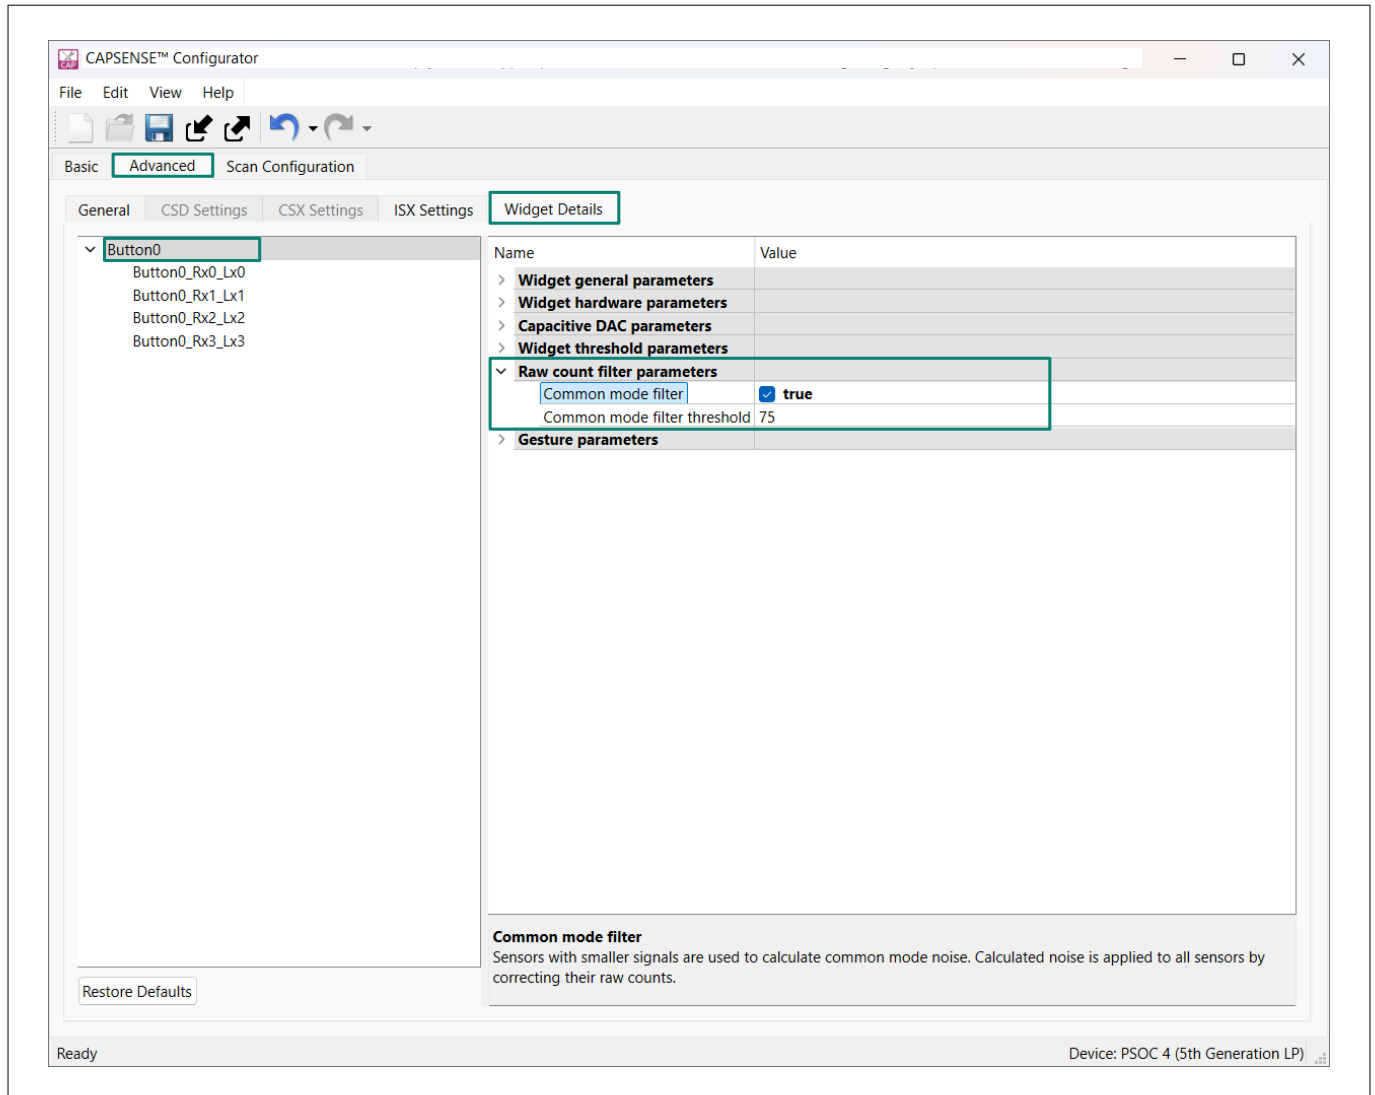 CAPSENSE™ Configurator
File Edit View Help
Basic Advanced Scan Configuration
General CSD Settings CSX Settings ISX Settings Widget Details
Button0
Button0_Rx0_Lx0
Button0_Rx1_Lx1
Button0_Rx2_Lx2
Button0_Rx3_Lx3
Restore Defaults
Name Value
Widget general parameters
Widget hardware parameters
Capacitive DAC parameters
Widget threshold parameters
Raw count filter parameters
Common mode filter true
Common mode filter threshold 75
Gesture parameters
Common mode filter
Sensors with smaller signals are used to calculate common mode noise. Calculated noise is applied to all sensors by
correcting their raw counts.
Ready Device: PSOC 4 (5th Generation LP)